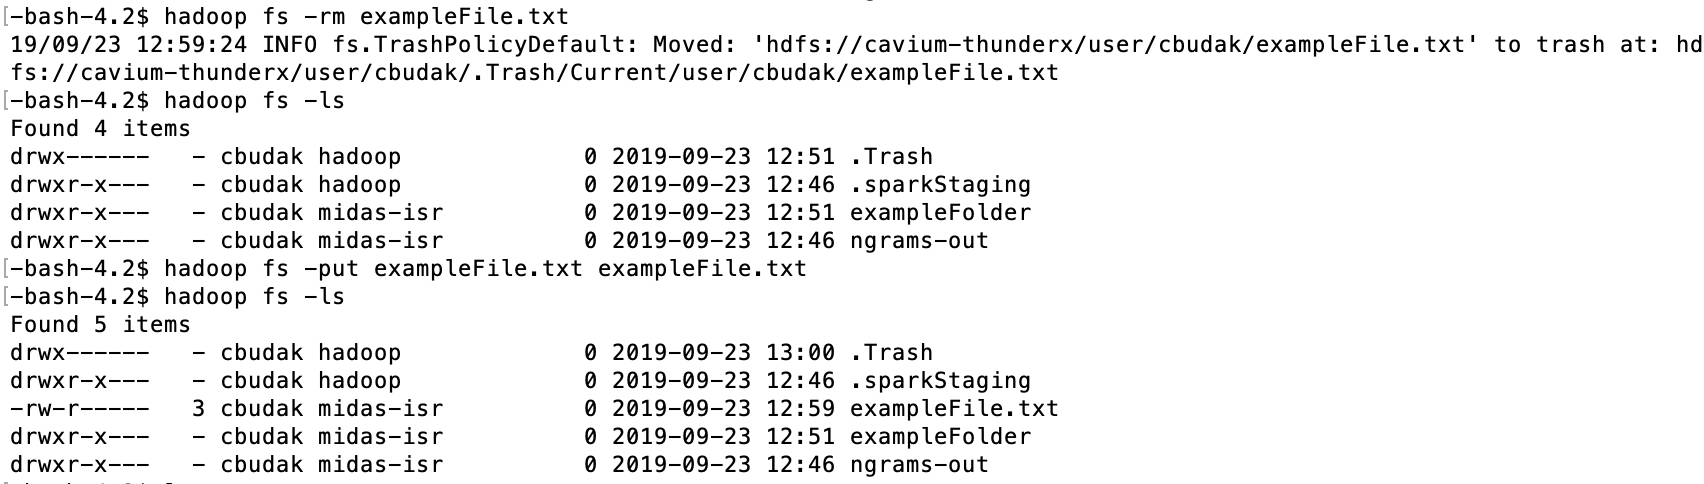 [-bash-4.2$ hadoop fs -rm exampleFile.txt
19/09/23 12:59:24 INFO fs.TrashPolicyDefault: Moved: 'hdfs://cavium-thunderx/user/cbudak/exampleFile.txt' to trash at: hd
fs://cavium-thunderx/user/cbudak/.Trash/Current/user/cbudak/exampleFile.txt
[-bash-4.2$ hadoop fs -ls
Found 4 items
drwx------   - cbudak hadoop             0 2019-09-23 12:51 .Trash
drwxr-x---   - cbudak hadoop             0 2019-09-23 12:46 .sparkStaging
drwxr-x---   - cbudak midas-isr          0 2019-09-23 12:51 exampleFolder
drwxr-x---   - cbudak midas-isr          0 2019-09-23 12:46 ngrams-out
[-bash-4.2$ hadoop fs -put exampleFile.txt exampleFile.txt
[-bash-4.2$ hadoop fs -ls
Found 5 items
drwx------   - cbudak hadoop             0 2019-09-23 13:00 .Trash
drwxr-x---   - cbudak hadoop             0 2019-09-23 12:46 .sparkStaging
-rw-r-----   3 cbudak midas-isr          0 2019-09-23 12:59 exampleFile.txt
drwxr-x---   - cbudak midas-isr          0 2019-09-23 12:51 exampleFolder
drwxr-x---   - cbudak midas-isr          0 2019-09-23 12:46 ngrams-out